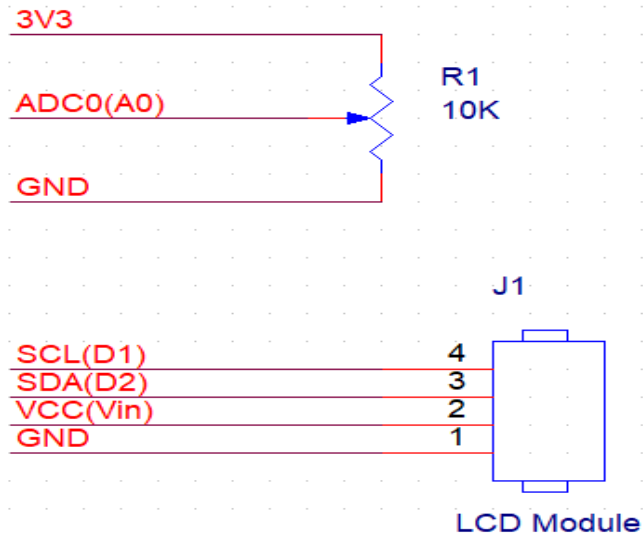 3V3
R1
ADC0(A0)
10K
GND
J1
SCL(D1) 4
SDA(D2) 3
VCC(Vin) 2
GND 1
LCD Module